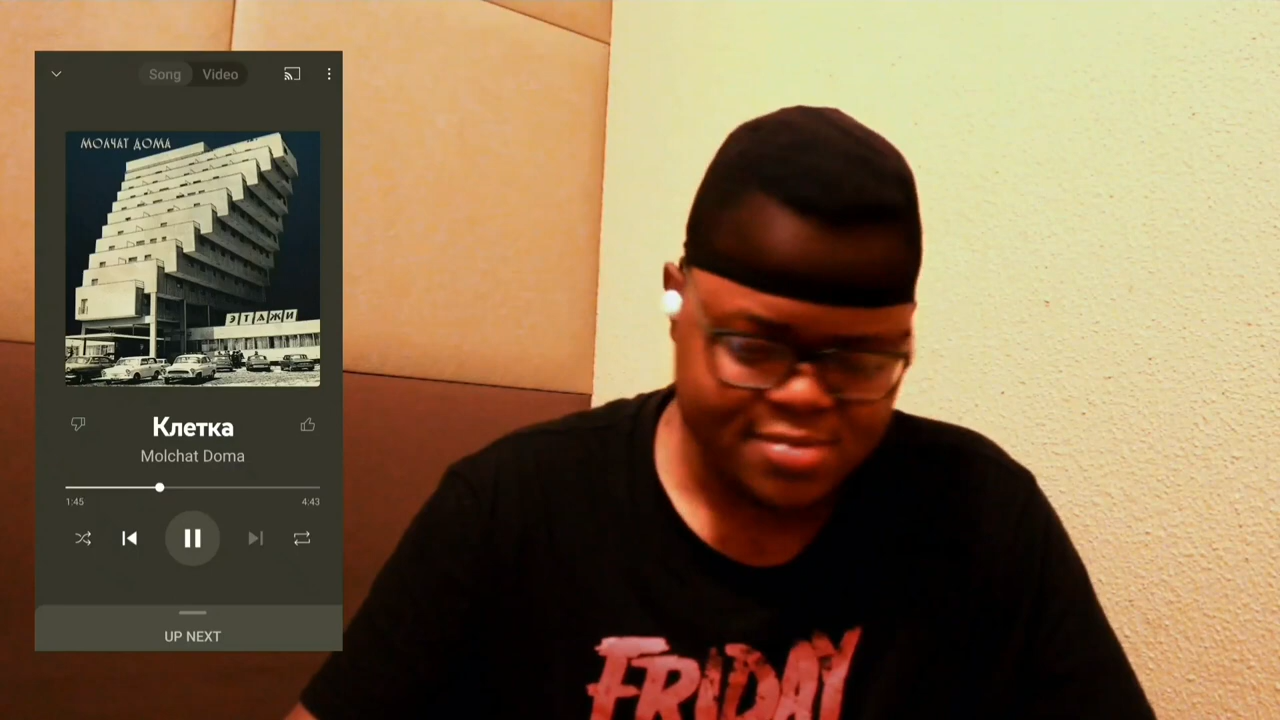 Song Video
МОЛЧАТ ДОМА
ЭТАЖИ
Клетка
Molchat Doma
1:45 4:43
UP NEXT
FRIDAY